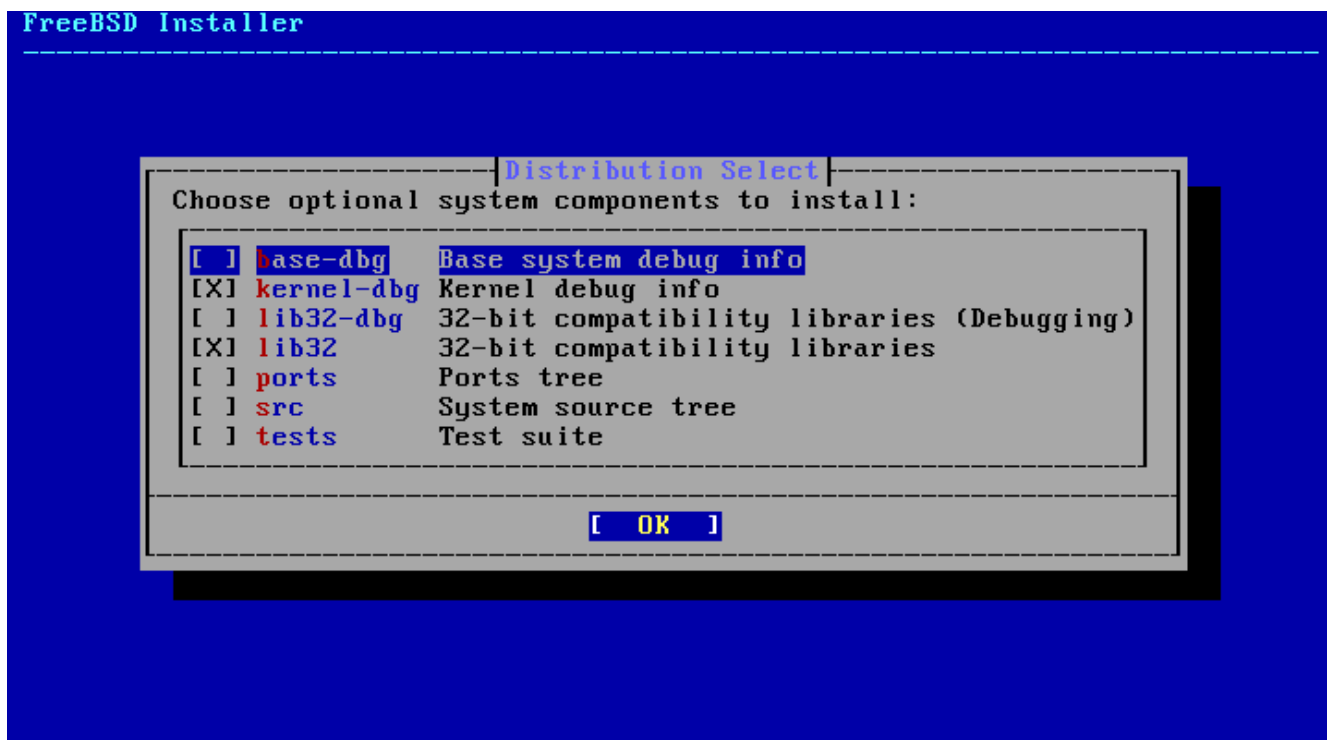 FreeBSD Installer
Distribution Select
Choose optional system components to install:
[ ] base-dbg Base system debug info
[X] kernel-dbg Kernel debug info
[ ] lib32-dbg 32-bit compatibility libraries (Debugging)
[X] lib32 32-bit compatibility libraries
[ ] ports Ports tree
[ ] src System source tree
[ ] tests Test suite
[ OK ]